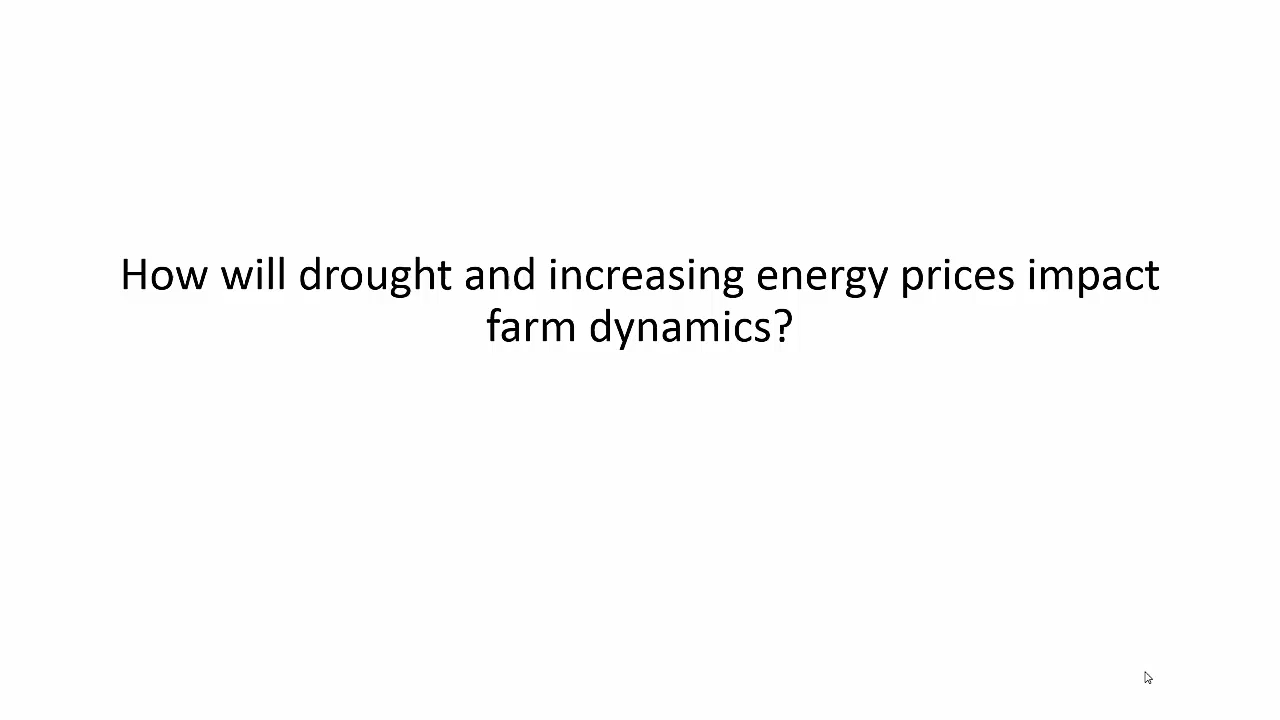 How will drought and increasing energy prices impact
farm dynamics?